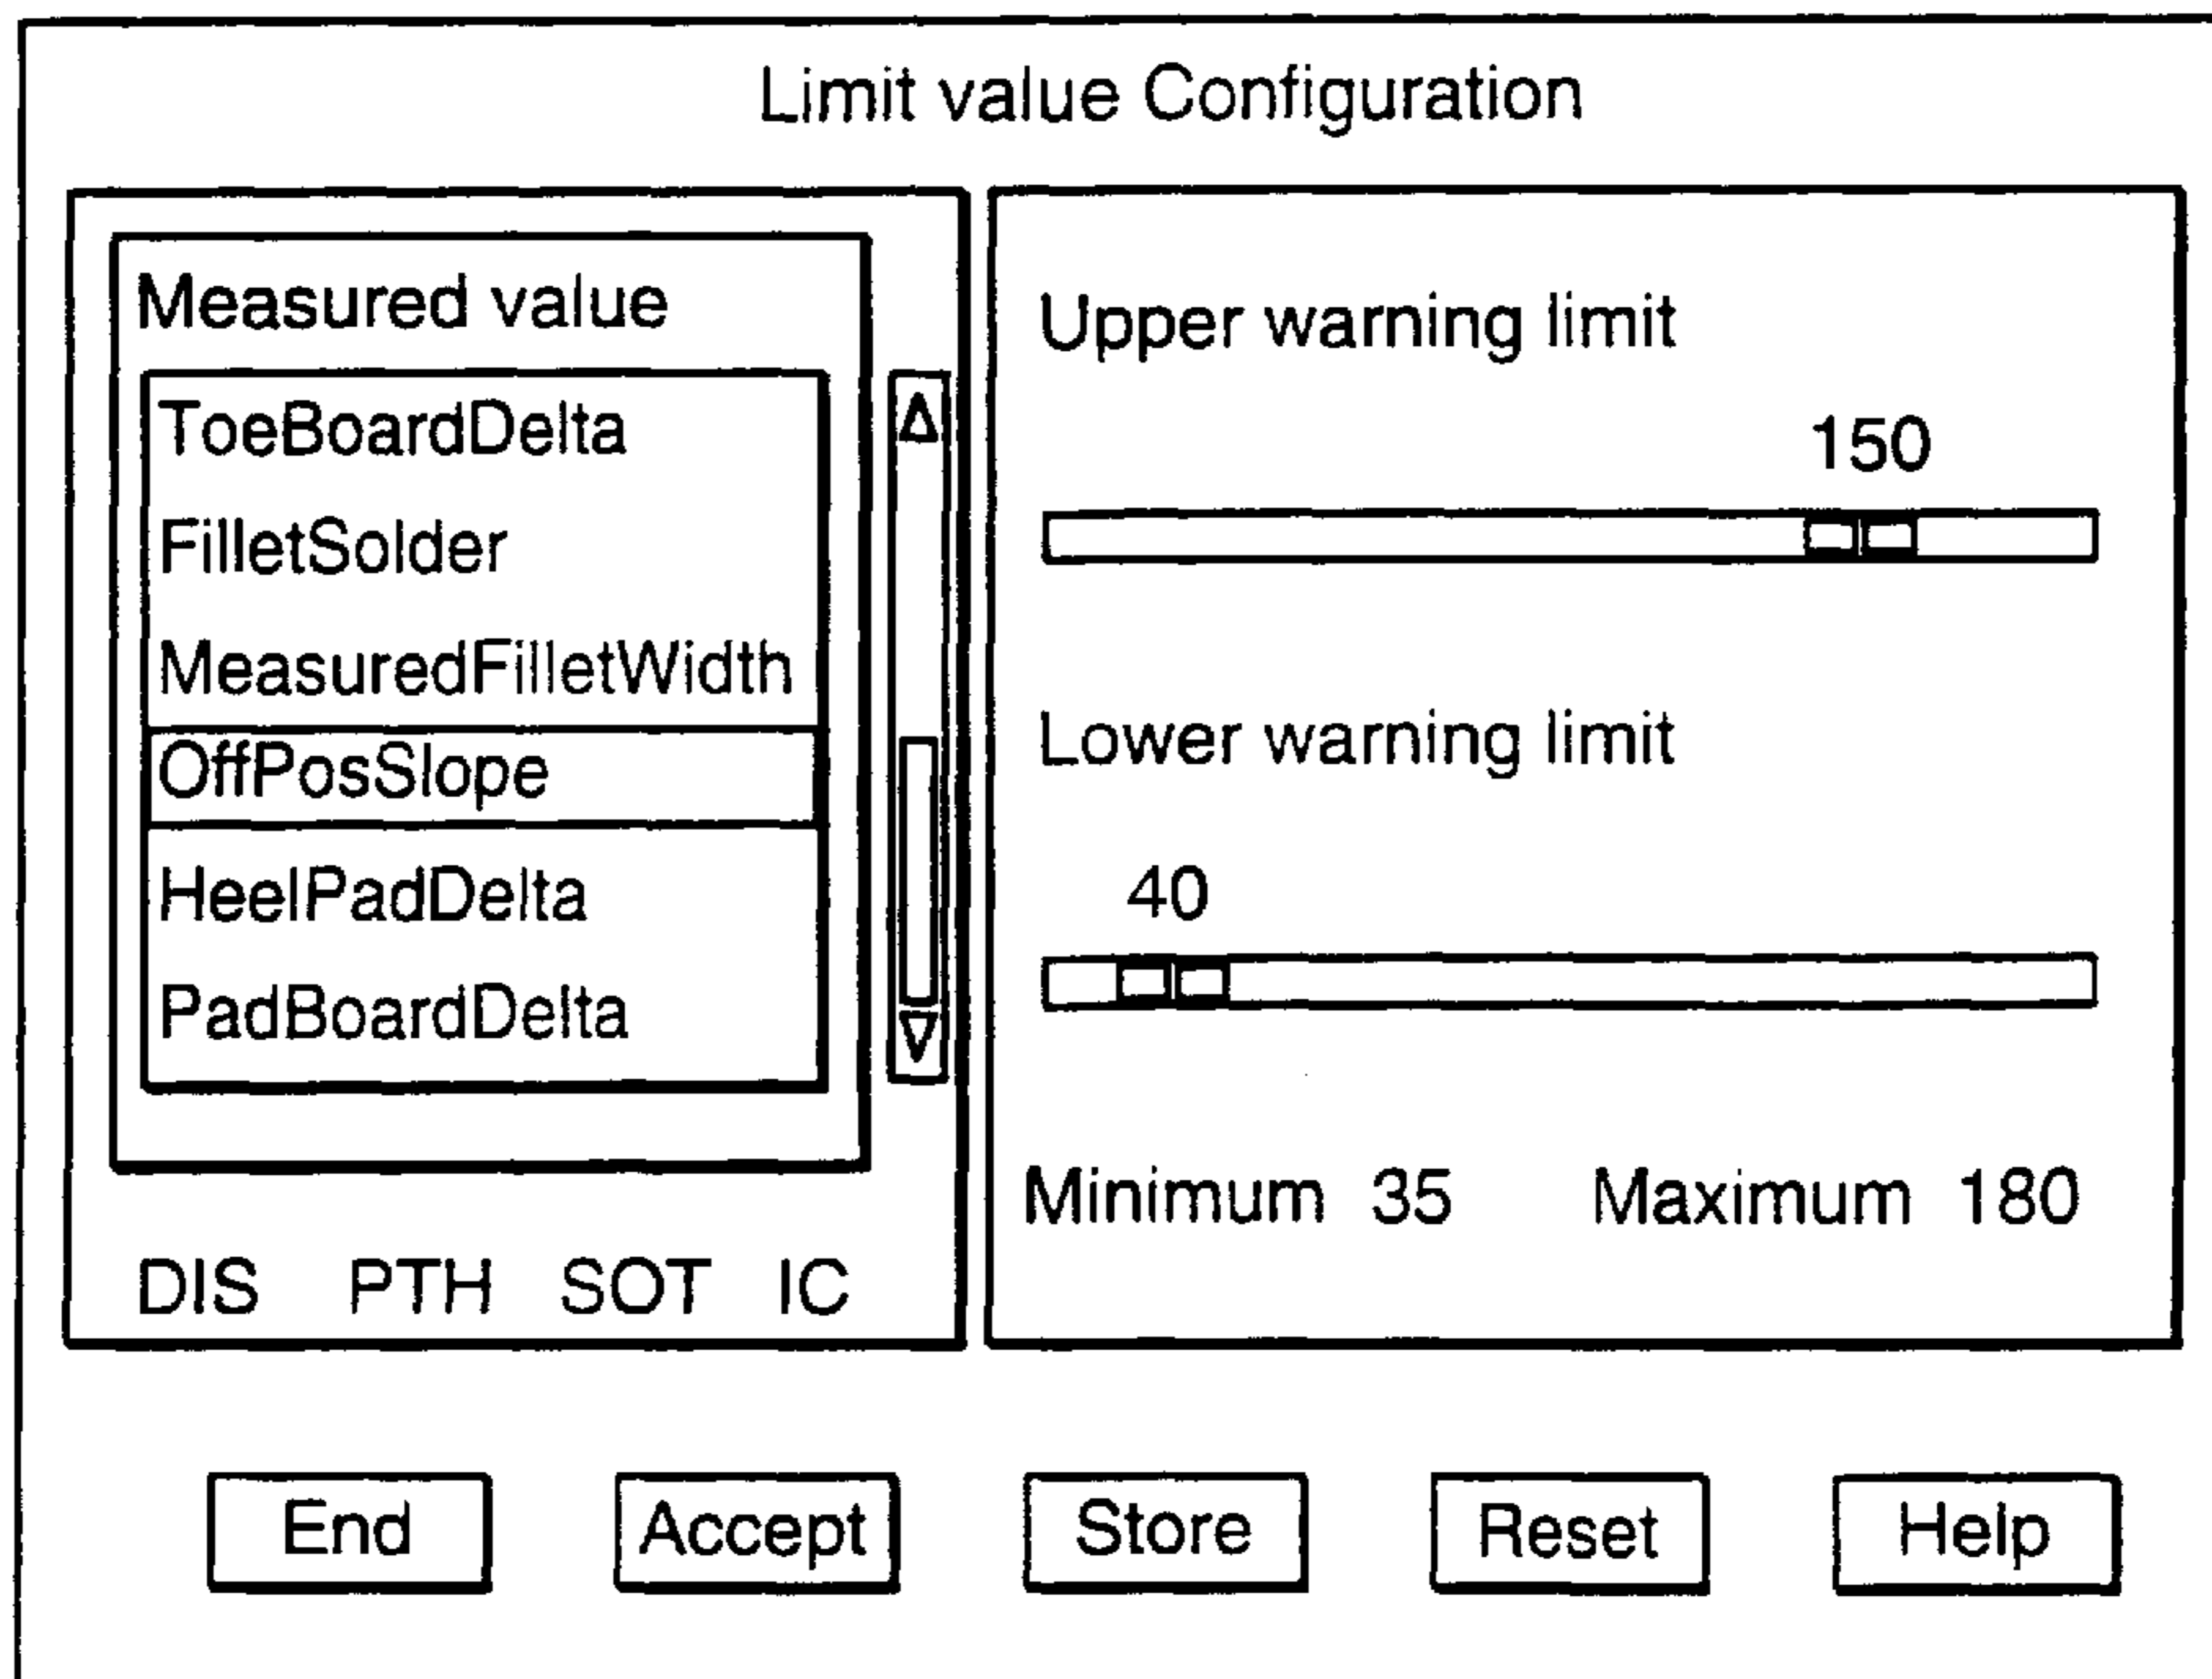 Limit value Configuration
Measured value
ToeBoardDelta
FilletSolder
MeasuredFilletWidth
OffPosSlope
HeelPadDelta
PadBoardDelta
DIS PTH SOT IC
Upper warning limit
150
Lower warning limit
40
Minimum 35 Maximum 180
End Accept Store Reset Help